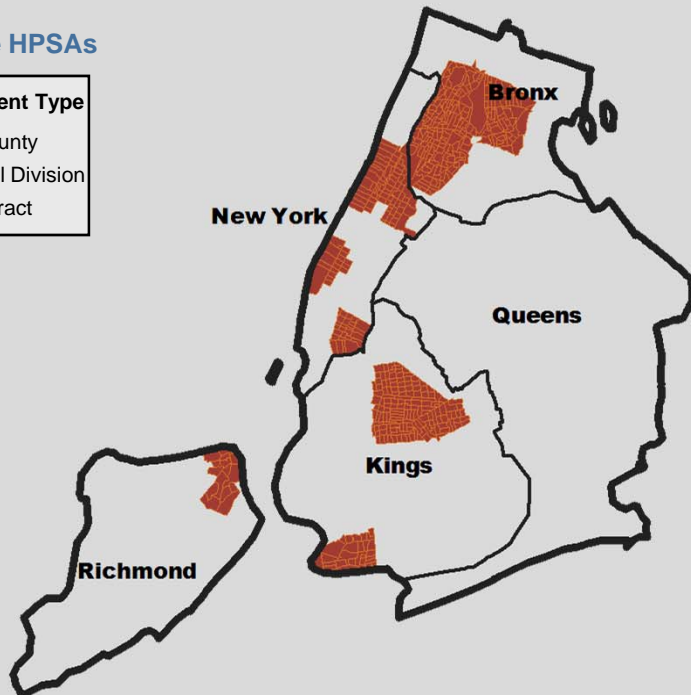 HPSAs
ent Type
unty
l Division
ract
Bronx
New York
Queens
Kings
Richmond